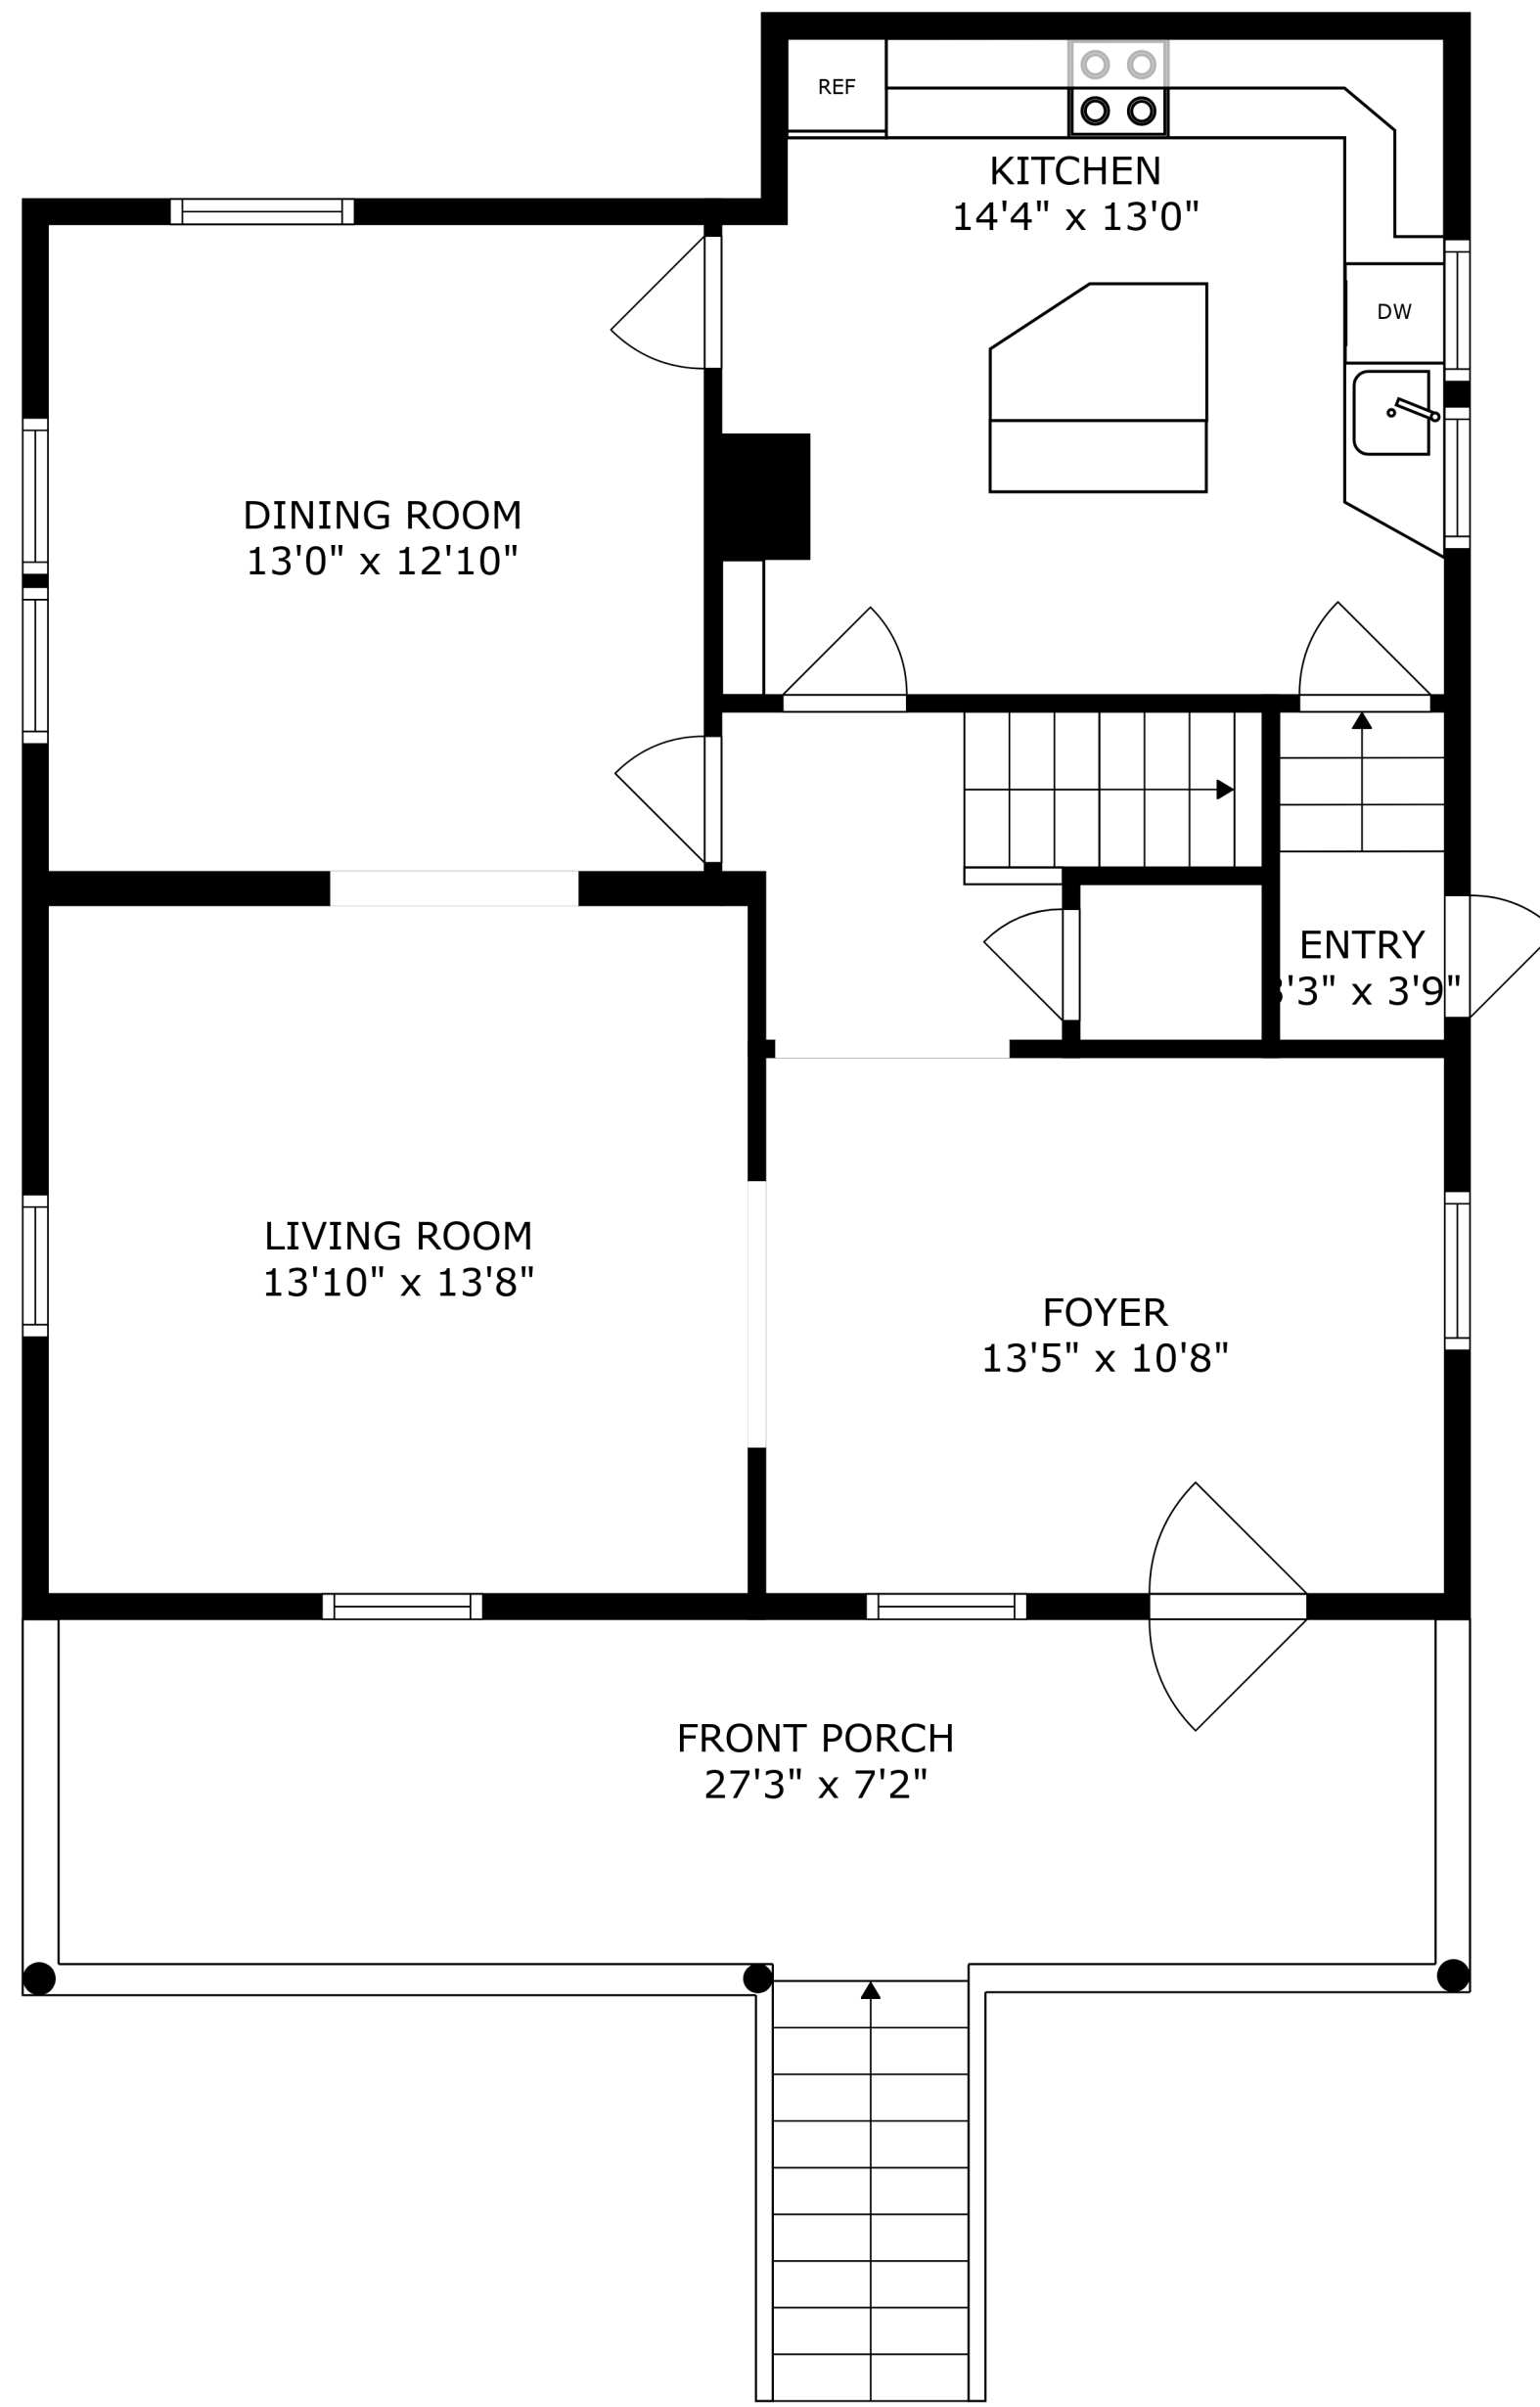 REF
KITCHEN
14'4" x 13'0"
DW
DINING ROOM
13'0" x 12'10"
ENTRY
'3" x 3'9"
LIVING ROOM
13'10" x 13'8"
FOYER
13'5" x 10'8"
FRONT PORCH
27'3" x 7'2"